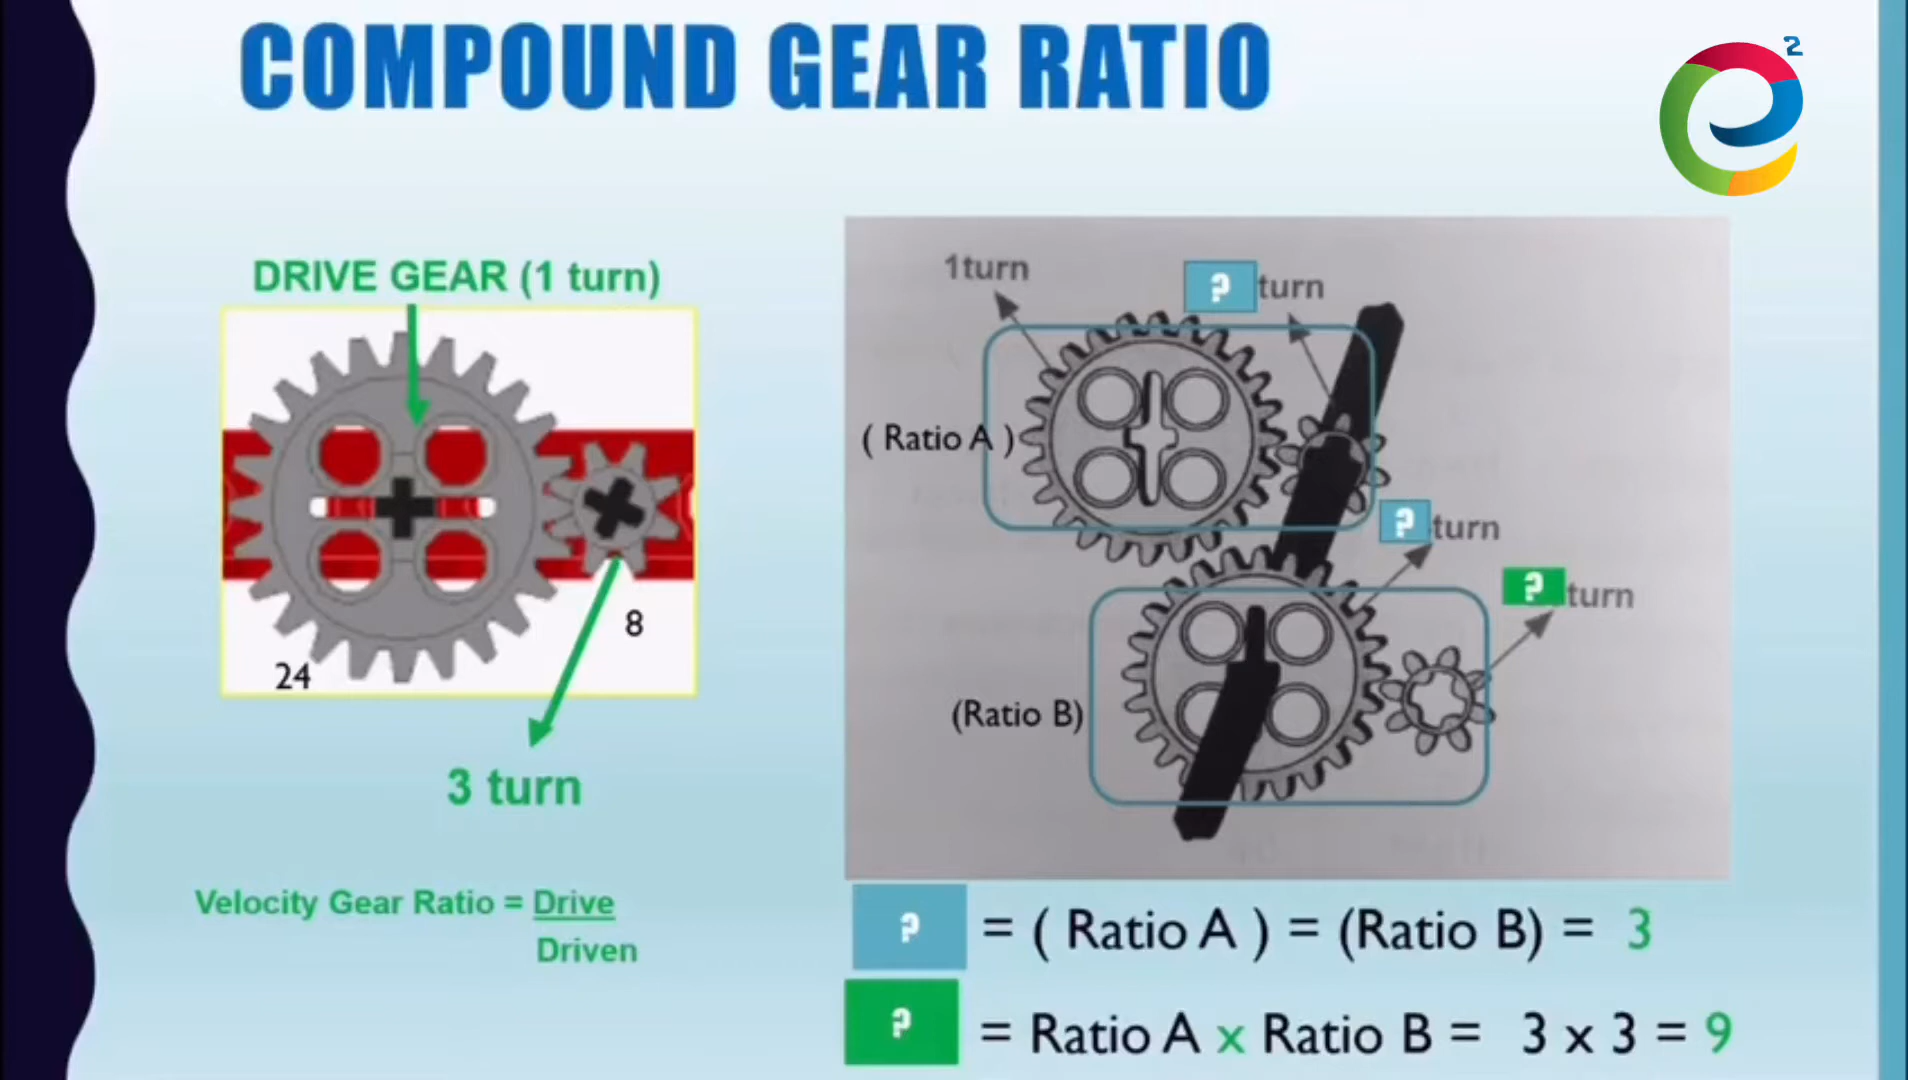 COMPOUND GEAR RATIO
2
DRIVE GEAR (1 turn)
24
8
3 turn
Velocity Gear Ratio = Drive
Driven
1turn
? turn
( Ratio A )
? turn
? turn
(Ratio B)
? = ( Ratio A ) = (Ratio B) = 3
? = Ratio A x Ratio B = 3 x 3 = 9